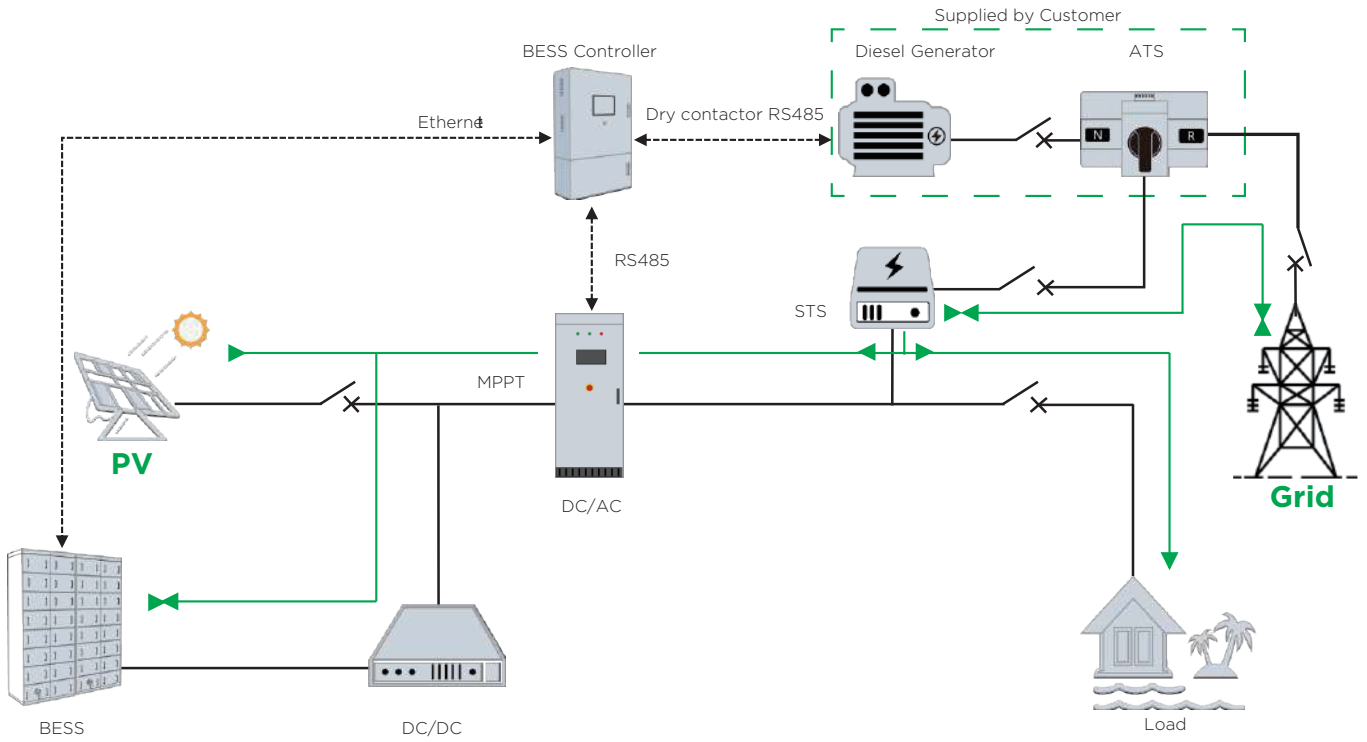 Supplied by Customer
BESS Controller
Diesel Generator
ATS
Ethernet
Dry contactor RS485
N
R
RS485
STS
MPPT
PV
DC/AC
Grid
BESS
DC/DC
Load